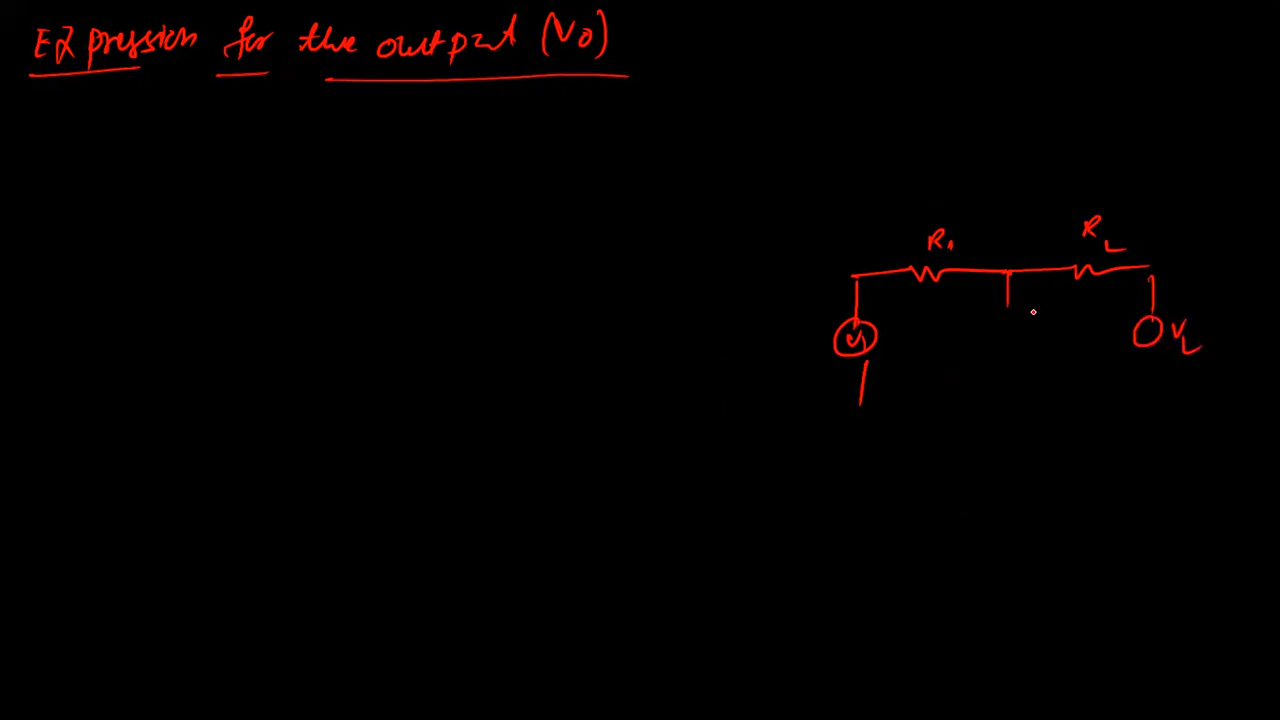 Expression for the output (Vo)
R1
RL
V1
VL